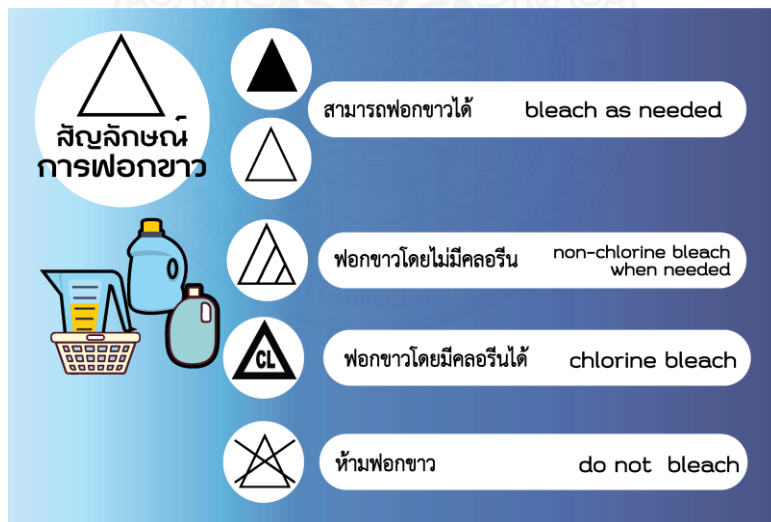 สัญลักษณ์
การฟอกขาว
สามารถฟอกขาวได้ bleach as needed
ฟอกขาวโดยไม่มีคลอรีน non-chlorine bleach
when needed
CL
ฟอกขาวโดยมีคลอรีนได้ chlorine bleach
ห้ามฟอกขาว do not bleach